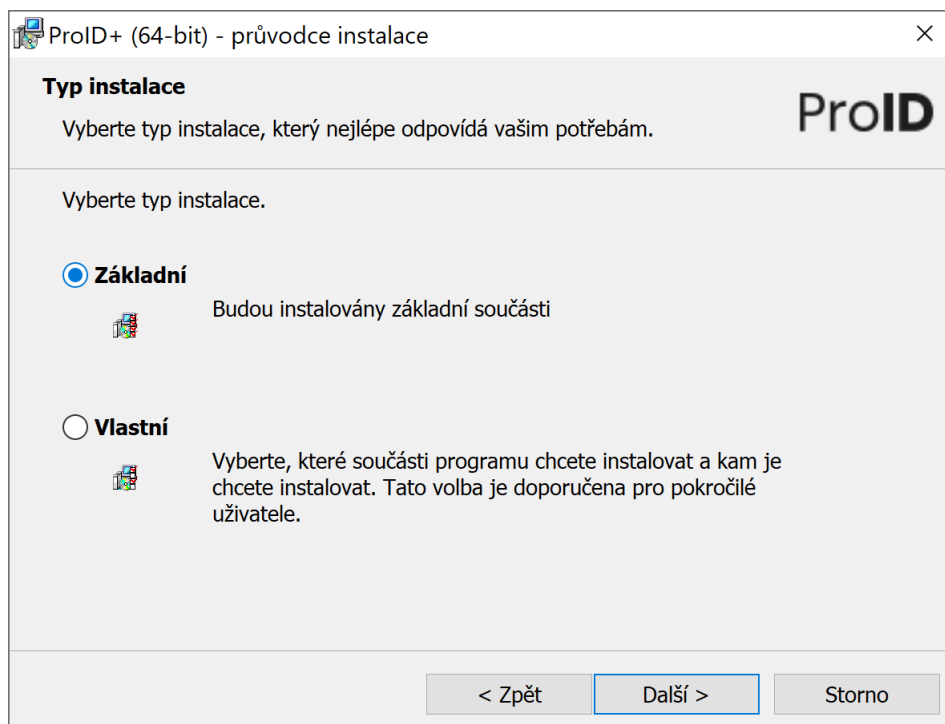 ProID+ (64-bit) - průvodce instalace
Typ instalace
Vyberte typ instalace, který nejlépe odpovídá vašim potřebám.
ProID
Vyberte typ instalace.
Základní
Budou instalovány základní součásti
Vlastní
Vyberte, které součásti programu chcete instalovat a kam je
chcete instalovat. Tato volba je doporučena pro pokročilé
uživatele.
< Zpět
Další >
Storno